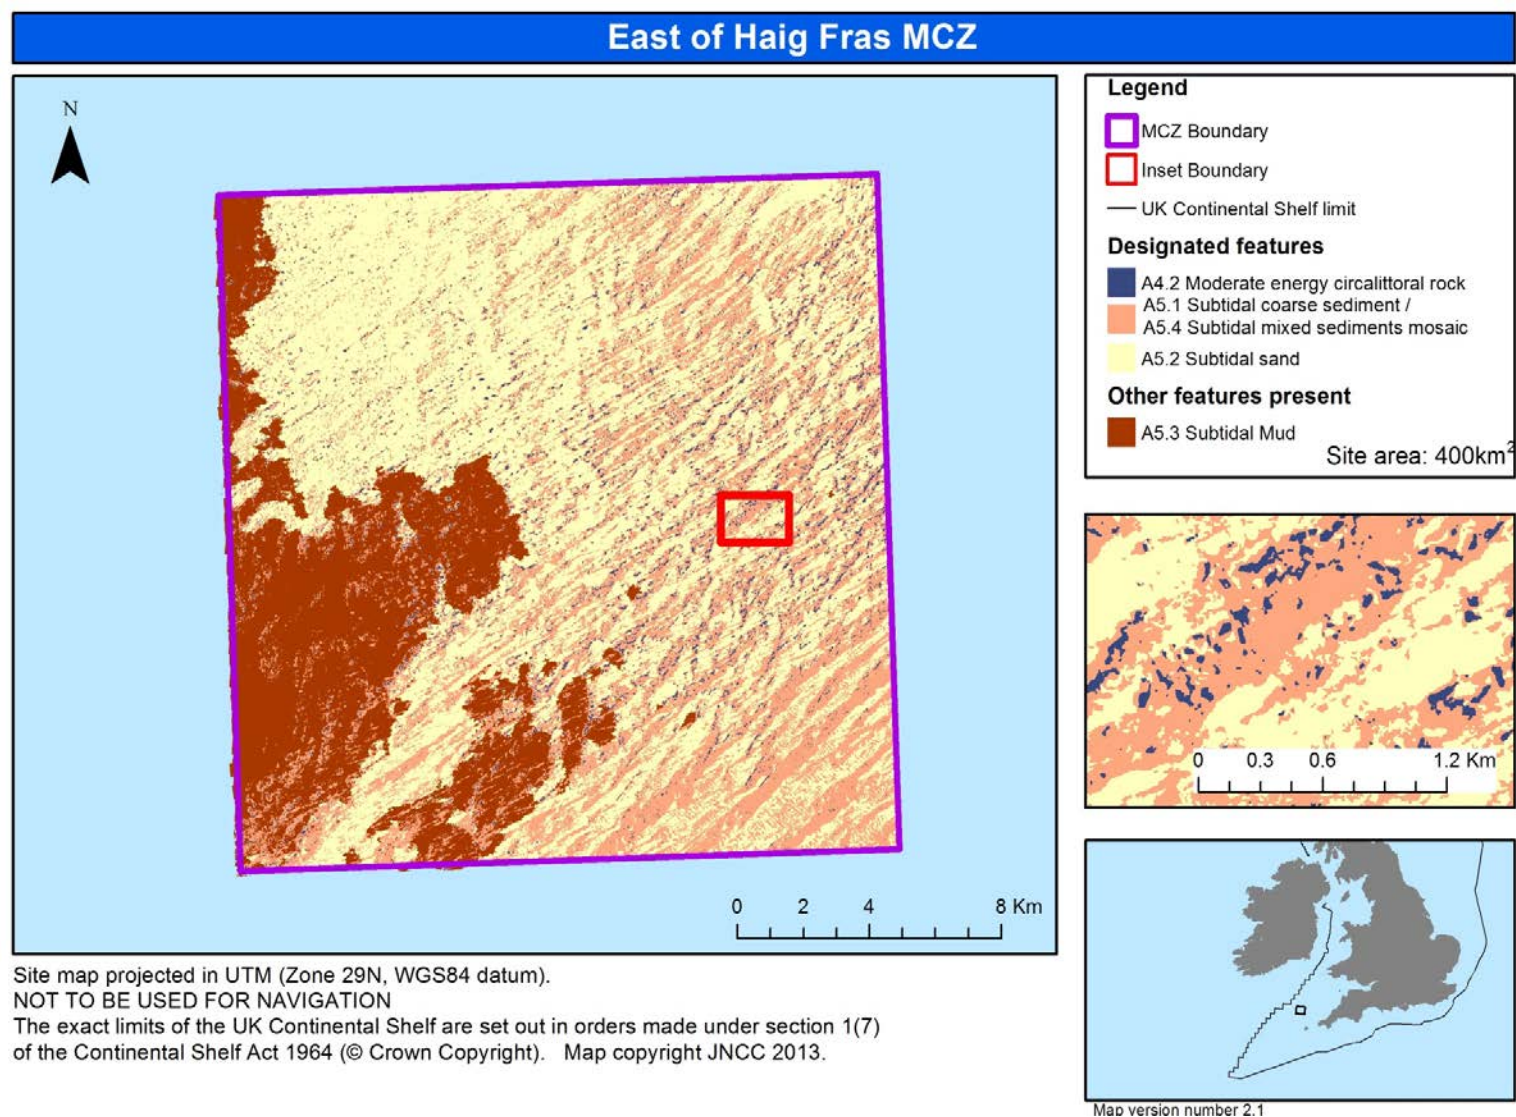 East of Haig Fras MCZ
N
0 2 4 8 Km
Legend
MCZ Boundary
Inset Boundary
UK Continental Shelf limit
Designated features
A4.2 Moderate energy circalittoral rock
A5.1 Subtidal coarse sediment /
A5.4 Subtidal mixed sediments mosaic
A5.2 Subtidal sand
Other features present
A5.3 Subtidal Mud
Site area: 400km²
0 0.3 0.6 1.2 Km
Site map projected in UTM (Zone 29N, WGS84 datum).
NOT TO BE USED FOR NAVIGATION
The exact limits of the UK Continental Shelf are set out in orders made under section 1(7)
of the Continental Shelf Act 1964 (© Crown Copyright). Map copyright JNCC 2013.
Map version number 2.1